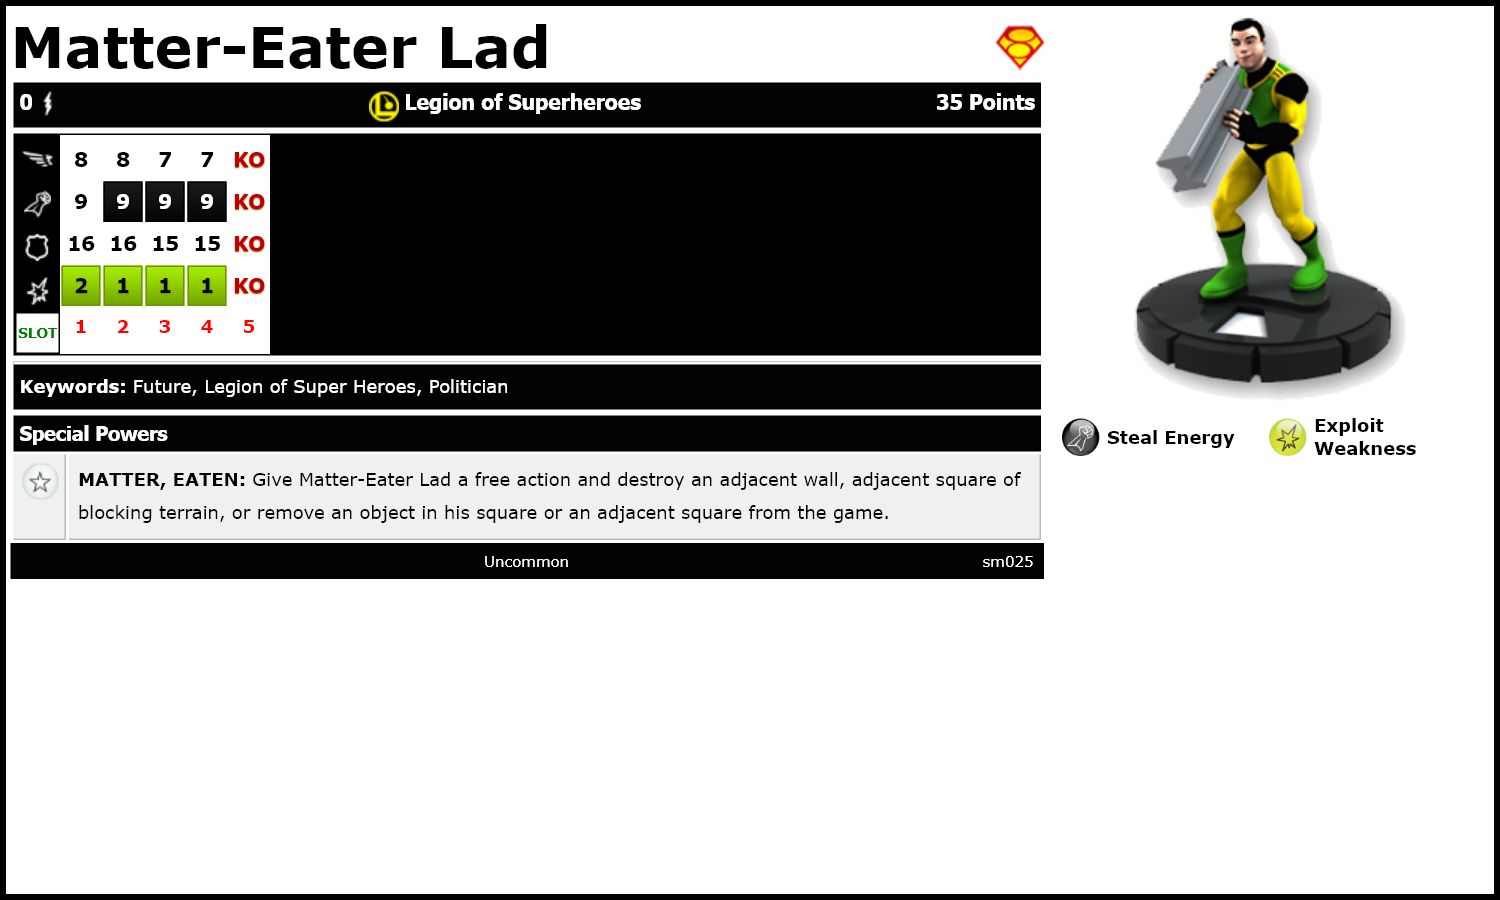 Matter-Eater Lad
0 Legion of Superheroes 35 Points
8 8 7 7 KO
9 9 9 9 KO
16 16 15 15 KO
2 1 1 1 KO
SLOT 1 2 3 4 5
Keywords: Future, Legion of Super Heroes, Politician
Special Powers
MATTER, EATEN: Give Matter-Eater Lad a free action and destroy an adjacent wall, adjacent square of
blocking terrain, or remove an object in his square or an adjacent square from the game.
Uncommon sm025
Steal Energy
Exploit
Weakness